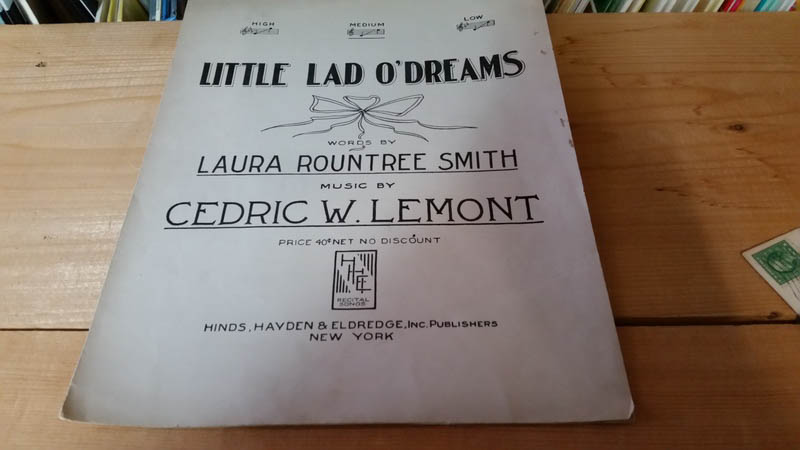 HIGH MEDIUM LOW
LITTLE LAD O'DREAMS
WORDS BY
LAURA ROUNTREE SMITH
MUSIC BY
CEDRIC W. LEMONT
PRICE 40¢ NET NO DISCOUNT
HH&E
RECITAL
SONGS
HINDS, HAYDEN & ELDREDGE, INC. PUBLISHERS
NEW YORK